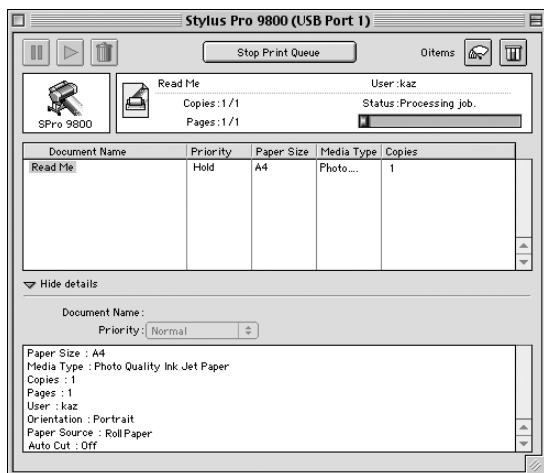 Stylus Pro 9800 (USB Port 1)
Stop Print Queue
0items
SPro 9800
Read Me
User :kaz
Copies :1 / 1
Status :Processing job.
Pages :1 / 1
Document Name Priority Paper Size Media Type Copies
Read Me Hold A4 Photo.... 1
Hide details
Document Name :
Priority : Normal
Paper Size : A4
Media Type : Photo Quality Ink Jet Paper
Copies : 1
Pages : 1
User : kaz
Orientation : Portrait
Paper Source : Roll Paper
Auto Cut : Off